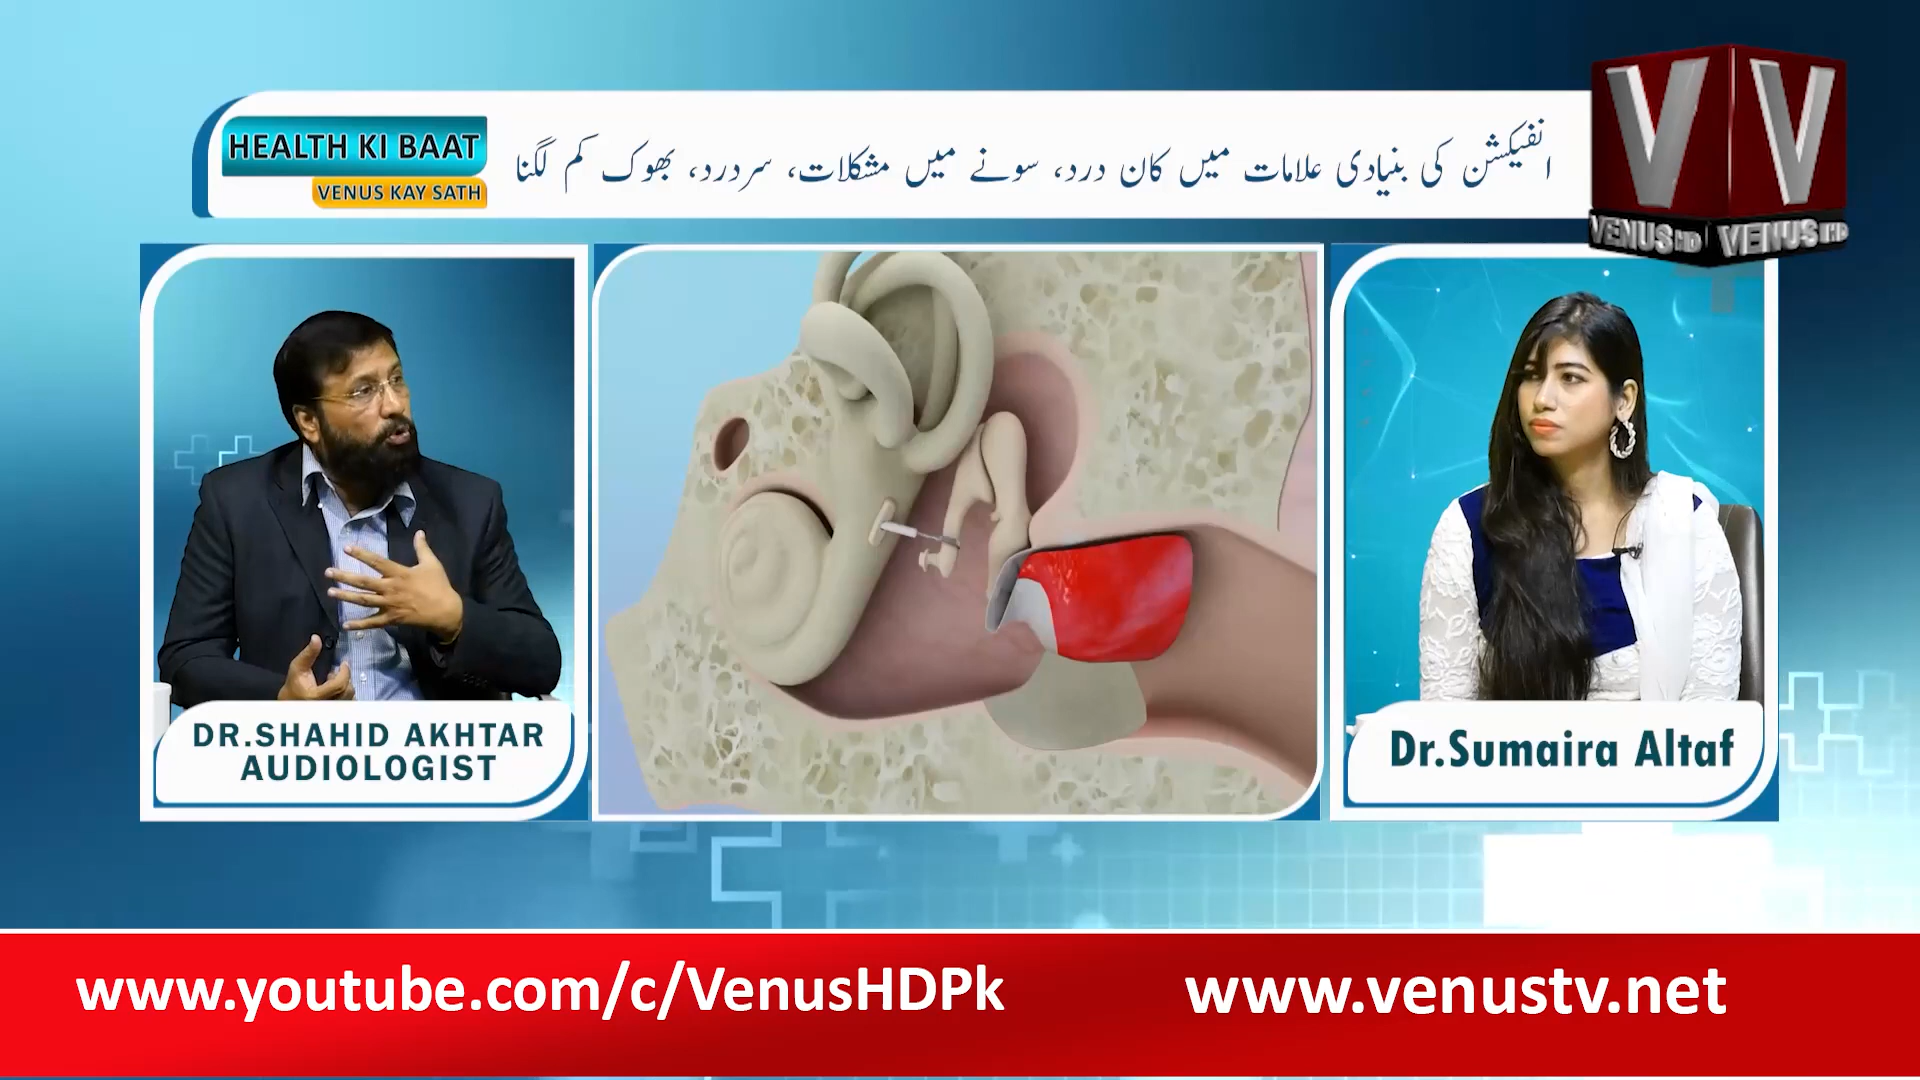 HEALTH KI BAAT
VENUS KAY SATH
انفیکشن کی بنیادی علامات میں کان درد، سونے میں مشکلات، سردرد، بھوک کم لگنا
VV
VENUS HD VENUS HD
DR.SHAHID AKHTAR
AUDIOLOGIST
Dr.Sumaira Altaf
www.youtube.com/c/VenusHDPk
www.venustv.net